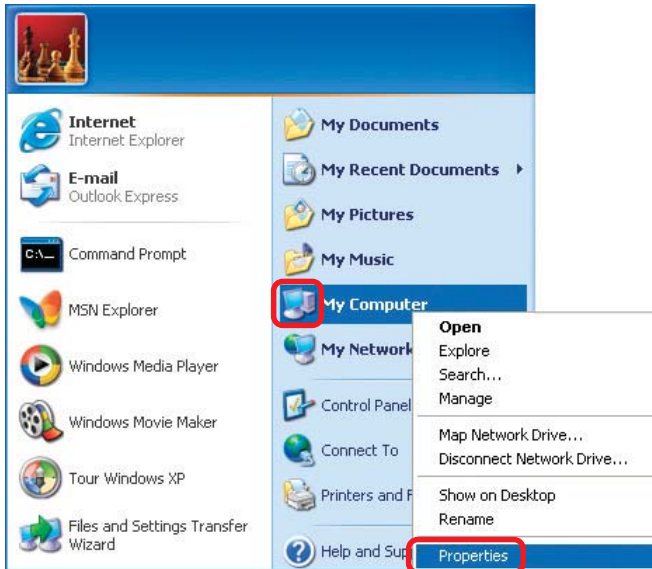 Internet
Internet Explorer
E-mail
Outlook Express
C:\_
Command Prompt
MSN Explorer
Windows Media Player
Windows Movie Maker
Tour Windows XP
Files and Settings Transfer
Wizard
My Documents
My Recent Documents
My Pictures
My Music
My Computer
My Network
Control Panel
Connect To
Printers and F
Help and Sup
Open
Explore
Search...
Manage
Map Network Drive...
Disconnect Network Drive...
Show on Desktop
Rename
Properties